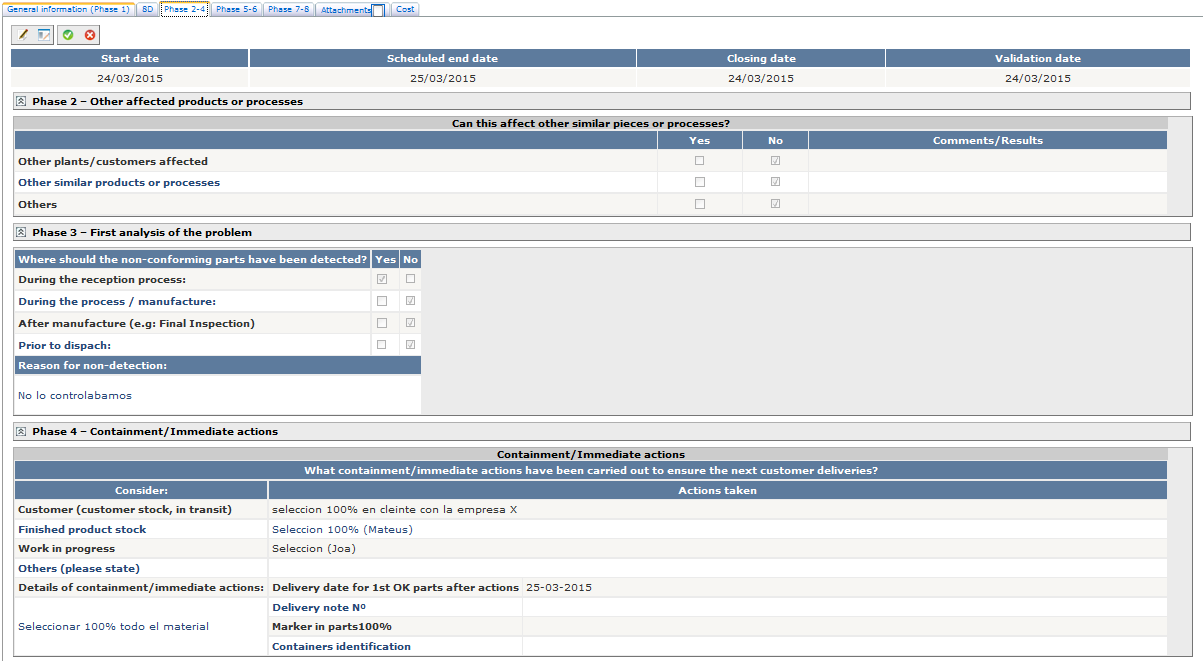 General information (Phase 1) 8D Phase 2-4 Phase 5-6 Phase 7-8 Attachments Cost
Start date Scheduled end date Closing date Validation date
24/03/2015 25/03/2015 24/03/2015 24/03/2015
Phase 2 – Other affected products or processes
Can this affect other similar pieces or processes?
Yes No Comments/Results
Other plants/customers affected
Other similar products or processes
Others
Phase 3 – First analysis of the problem
Where should the non-conforming parts have been detected? Yes No
During the reception process:
During the process / manufacture:
After manufacture (e.g: Final Inspection)
Prior to dispach:
Reason for non-detection:
No lo controlabamos
Phase 4 – Containment/Immediate actions
Containment/Immediate actions
What containment/immediate actions have been carried out to ensure the next customer deliveries?
Consider: Actions taken
Customer (customer stock, in transit) seleccion 100% en cleinte con la empresa X
Finished product stock Seleccion 100% (Mateus)
Work in progress Seleccion (Joa)
Others (please state)
Details of containment/immediate actions: Delivery date for 1st OK parts after actions 25-03-2015
Delivery note Nº
Seleccionar 100% todo el material Marker in parts100%
Containers identification